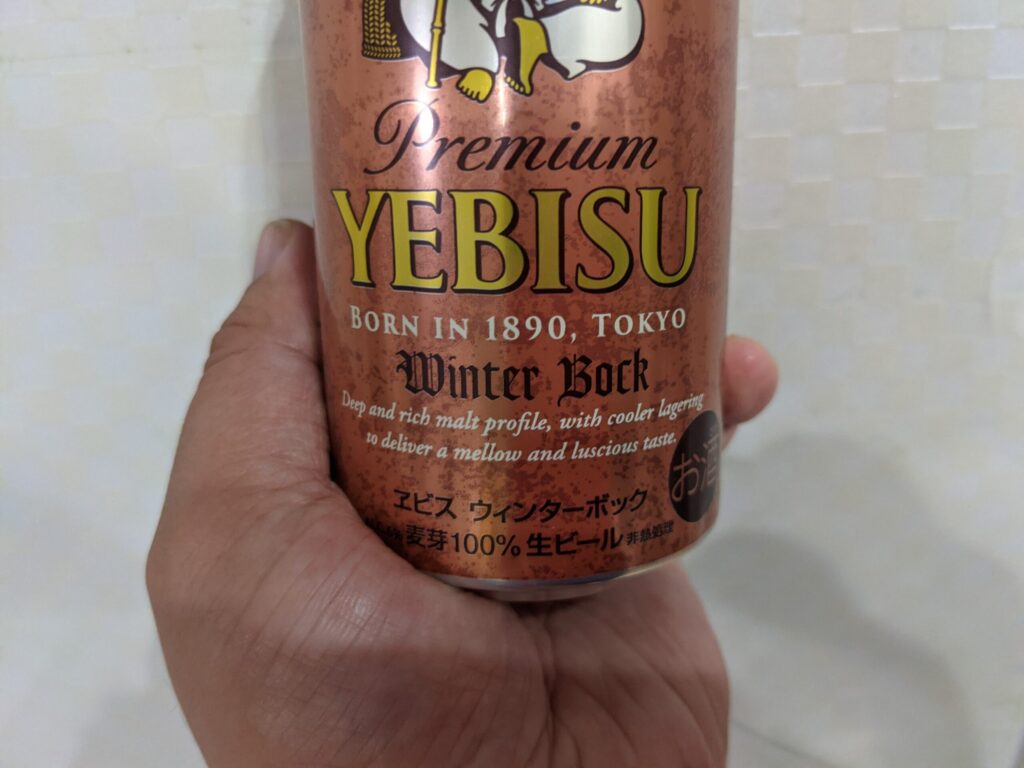 Premium
YEBISU
BORN IN 1890, TOKYO
Winter Bock
Deep and rich malt profile, with cooler lagering
to deliver a mellow and luscious taste.
お酒
ヱビス ウィンターボック
麦芽100% 生ビール 非熱処理